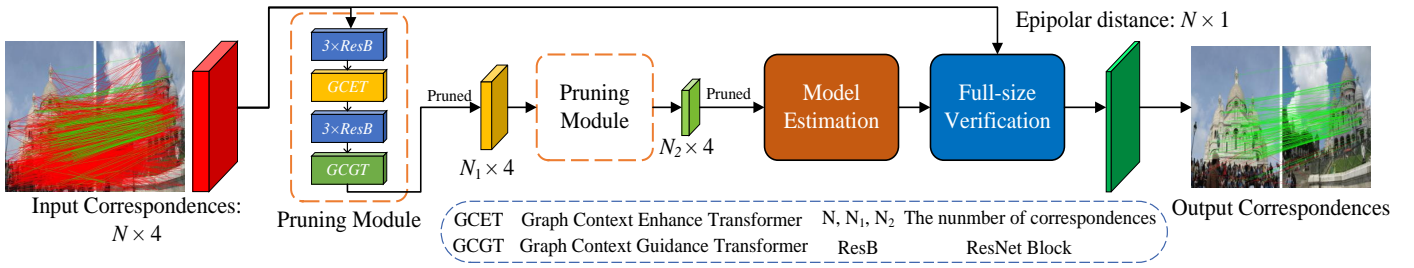 Epipolar distance: N × 1
3×ResB
GCET
3×ResB
GCGT
Pruning Module
Pruned
N₁ × 4
Pruning
Module
N₂ × 4
Pruned
Model
Estimation
Full-size
Verification
Input Correspondences:
N × 4
Output Correspondences
GCET Graph Context Enhance Transformer N, N₁, N₂ The nunmber of correspondences
GCGT Graph Context Guidance Transformer ResB ResNet Block